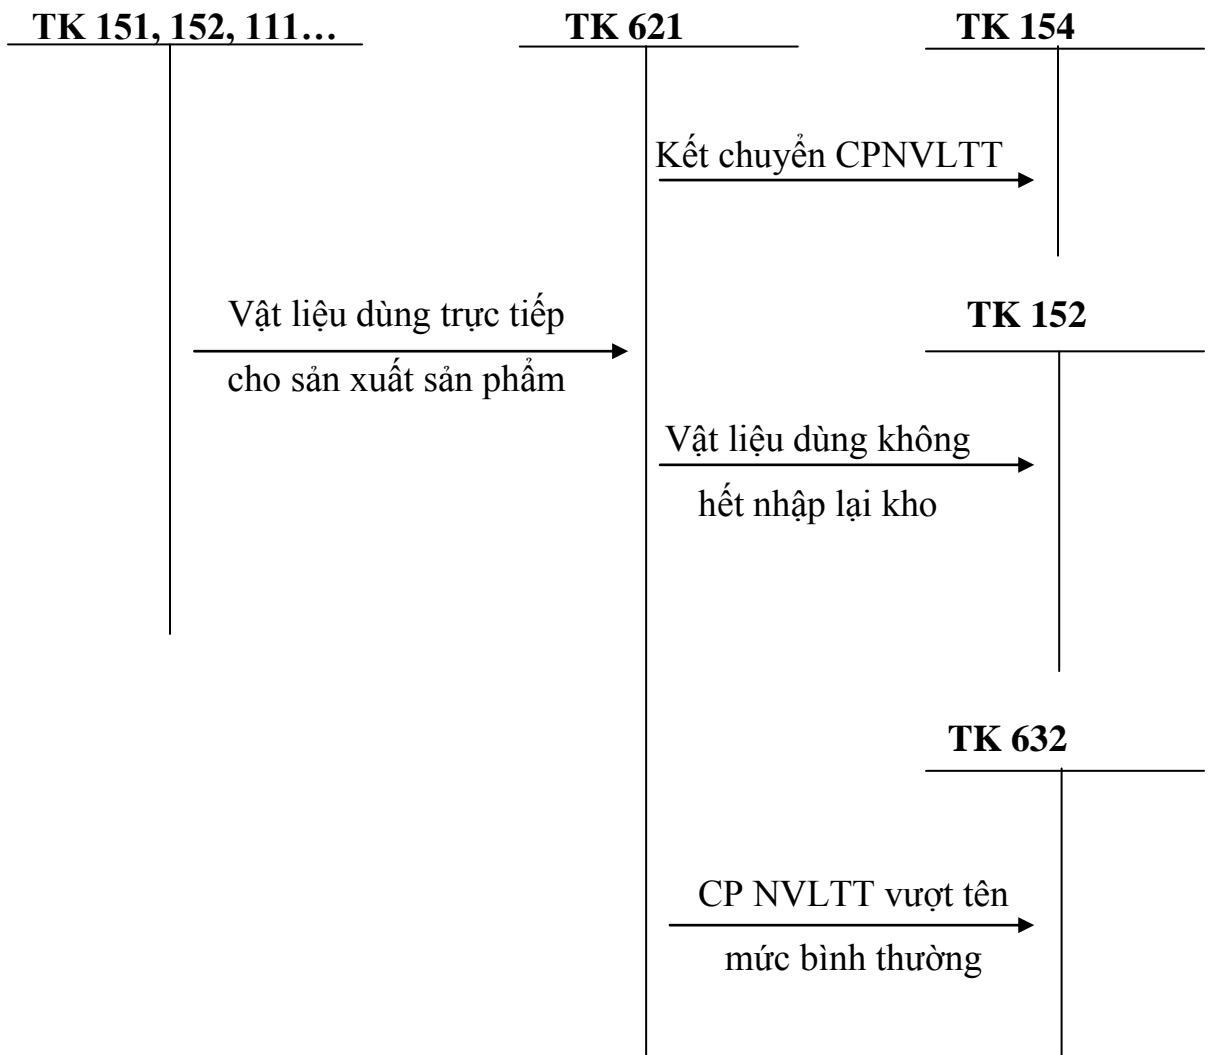 TK 151, 152, 111…
TK 621
TK 154
Kết chuyển CPNVLTT
Vật liệu dùng trực tiếp
cho sản xuất sản phẩm
TK 152
Vật liệu dùng không
hết nhập lại kho
TK 632
CP NVLTT vượt tên
mức bình thường